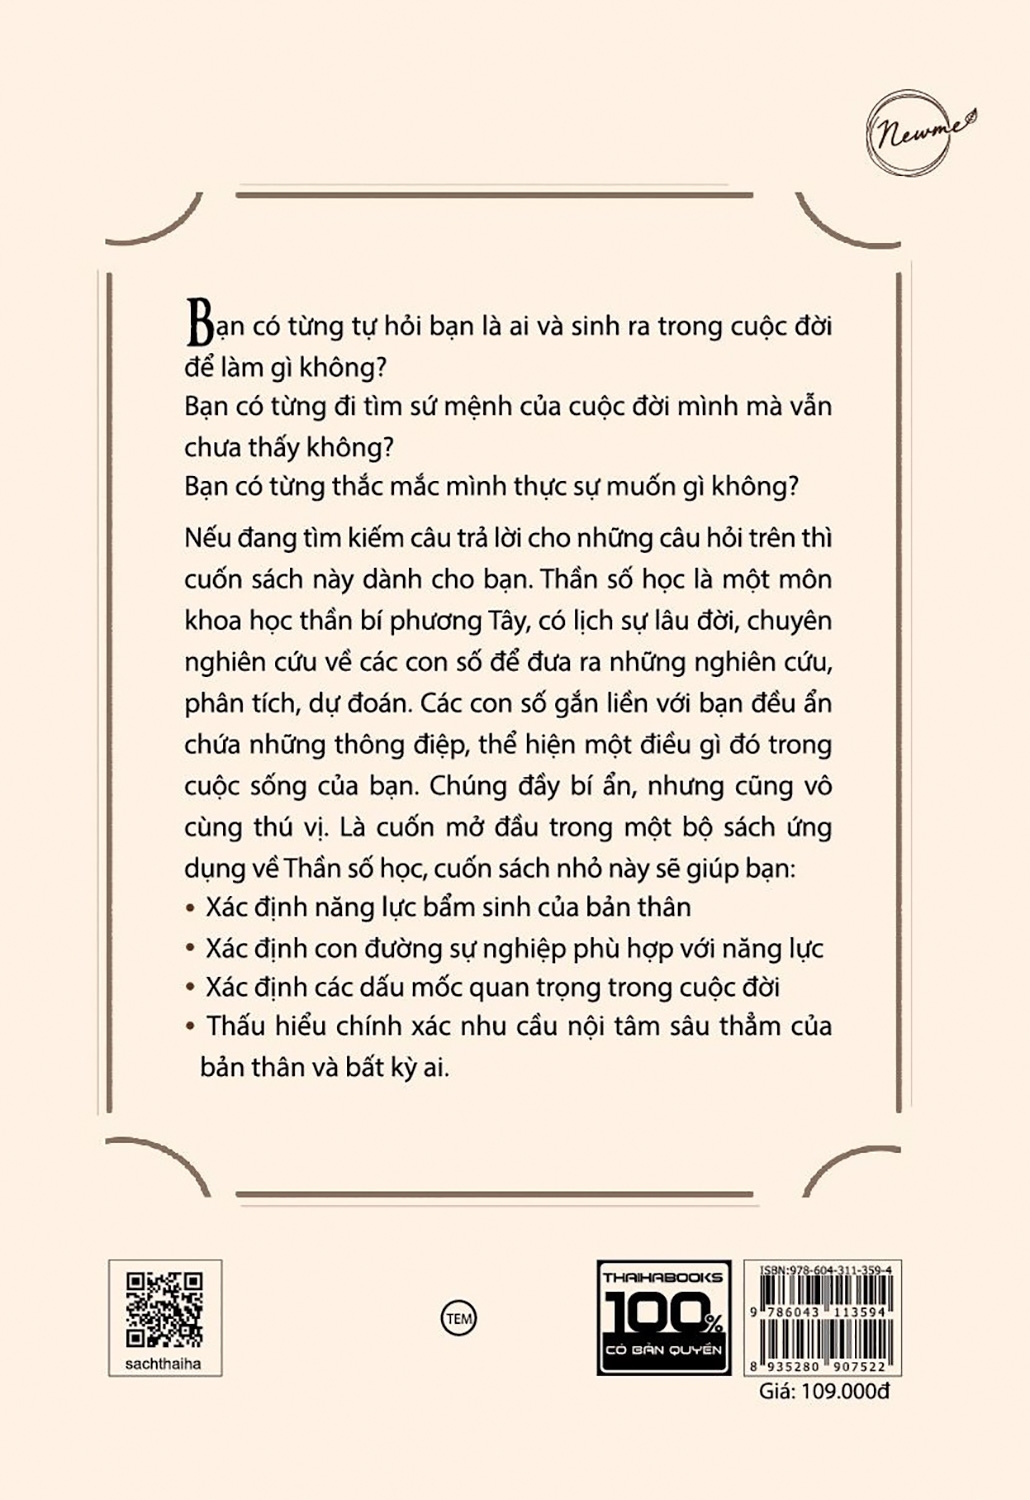 Newme
Bạn có từng tự hỏi bạn là ai và sinh ra trong cuộc đời
để làm gì không?
Bạn có từng đi tìm sứ mệnh của cuộc đời mình mà vẫn
chưa thấy không?
Bạn có từng thắc mắc mình thực sự muốn gì không?
Nếu đang tìm kiếm câu trả lời cho những câu hỏi trên thì
cuốn sách này dành cho bạn. Thần số học là một môn
khoa học thần bí phương Tây, có lịch sự lâu đời, chuyên
nghiên cứu về các con số để đưa ra những nghiên cứu,
phân tích, dự đoán. Các con số gắn liền với bạn đều ẩn
chứa những thông điệp, thể hiện một điều gì đó trong
cuộc sống của bạn. Chúng đầy bí ẩn, nhưng cũng vô
cùng thú vị. Là cuốn mở đầu trong một bộ sách ứng
dụng về Thần số học, cuốn sách nhỏ này sẽ giúp bạn:
• Xác định năng lực bẩm sinh của bản thân
• Xác định con đường sự nghiệp phù hợp với năng lực
• Xác định các dấu mốc quan trọng trong cuộc đời
• Thấu hiểu chính xác nhu cầu nội tâm sâu thẳm của
bản thân và bất kỳ ai.
sachthaiha
TEM
THAIHABOOKS
100%
CÓ BẢN QUYỀN
ISBN:978-604-311-359-4
9 786043 113594
8 935280 907522
Giá: 109.000đ